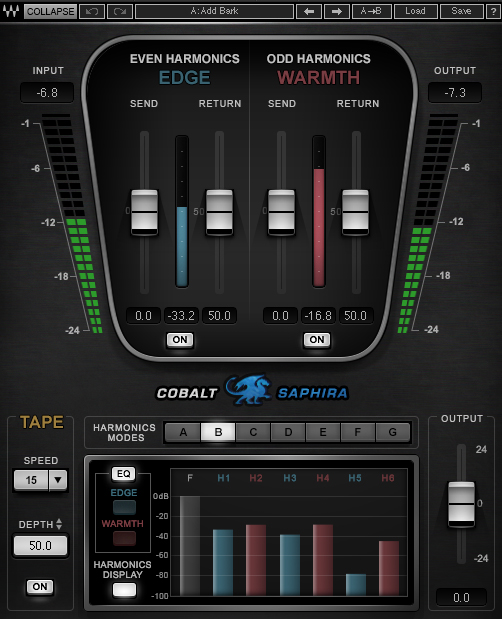 COLLAPSE A:Add Bark A→B Load Save ?
EVEN HARMONICS ODD HARMONICS
EDGE WARMTH
INPUT OUTPUT
-6.8 -7.3
SEND RETURN SEND RETURN
-1 -1
-6 -6
-12 0 50 0 50 -12
-18 -18
-24 -24
0.0 -33.2 50.0 0.0 -16.8 50.0
ON ON
COBALT SAPHIRA
TAPE
SPEED
15
DEPTH
50.0
ON
HARMONICS
MODES
A B C D E F G
EQ
EDGE
WARMTH
HARMONICS
DISPLAY
F H1 H2 H3 H4 H5 H6
0dB
-20
-40
-60
-80
-100
OUTPUT
24
0
-24
0.0